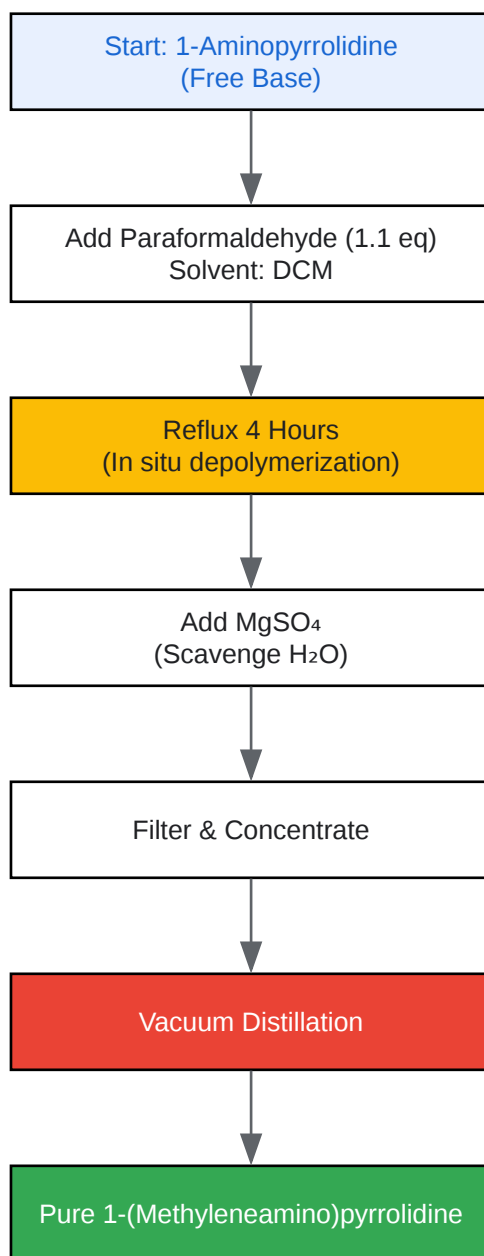 Start: 1-Aminopyrrolidine
(Free Base)
Add Paraformaldehyde (1.1 eq)
Solvent: DCM
Reflux 4 Hours
(In situ depolymerization)
Add MgSO₄
(Scavenge H₂O)
Filter & Concentrate
Vacuum Distillation
Pure 1-(Methyleneamino)pyrrolidine